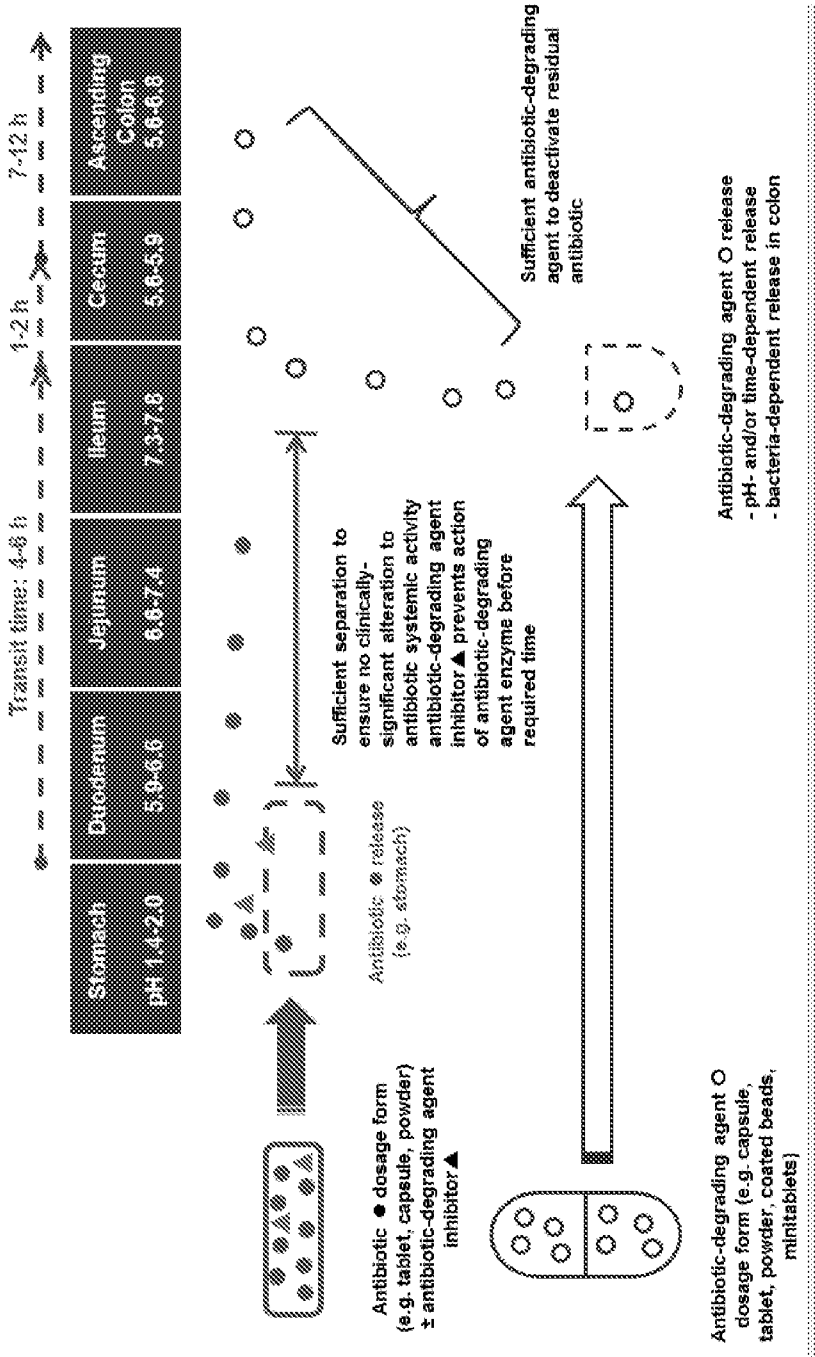 Transit time: 4-6 h
1-2 h
7-12 h
Stomach
pH 1.4-2.0
Duodenum
5.9-6.6
Jejunum
6.6-7.4
Ileum
7.3-7.8
Cecum
5.6-5.9
Ascending
Colon
5.6-6.8
Antibiotic ● dosage form
(e.g. tablet, capsule, powder)
± antibiotic-degrading agent
inhibitor▲
Antibiotic ● release
(e.g. stomach)
Sufficient separation to
ensure no clinically-
significant alteration to
antibiotic systemic activity
antibiotic-degrading agent
inhibitor▲ prevents action
of antibiotic-degrading
agent enzyme before
required time
Sufficient antibiotic-degrading
agent to deactivate residual
antibiotic
Antibiotic-degrading agent O
dosage form (e.g. capsule,
tablet, powder, coated beads,
minitablets)
Antibiotic-degrading agent O release
- pH- and/or time-dependent release
- bacteria-dependent release in colon